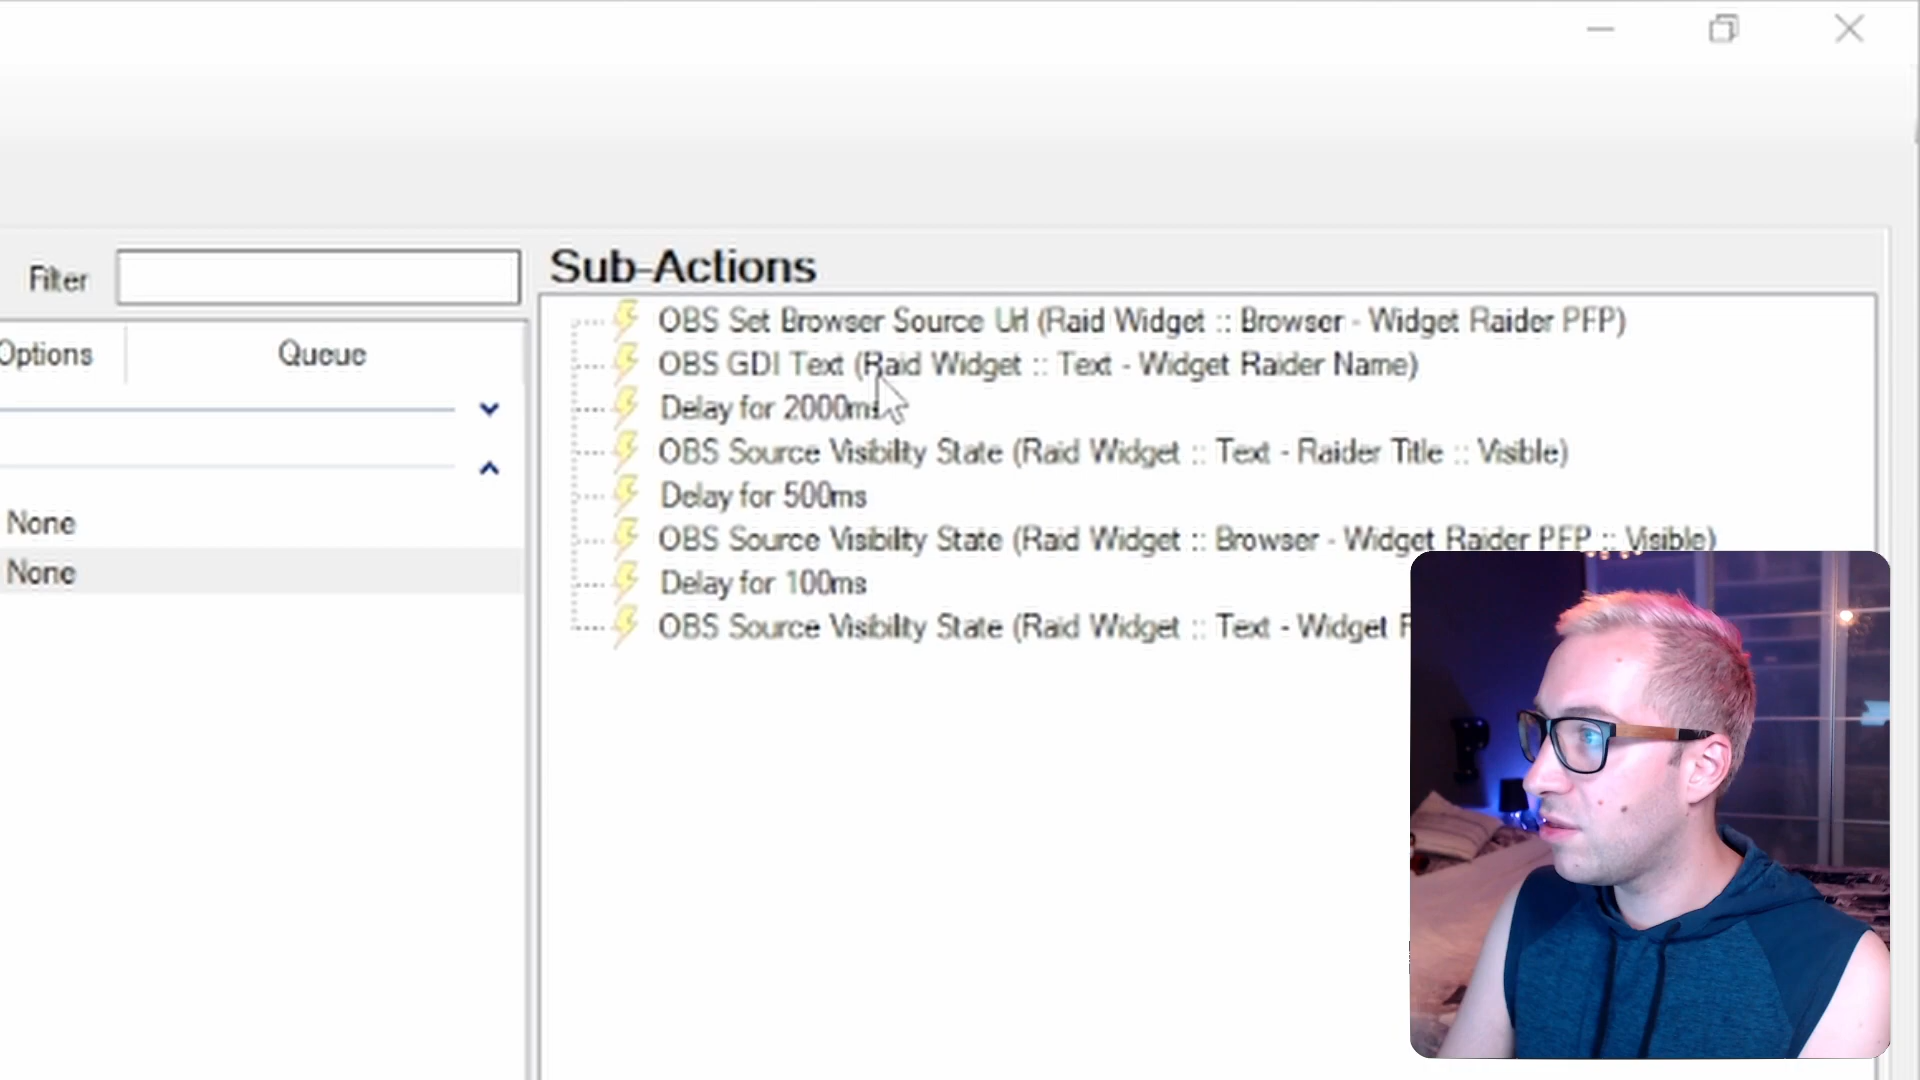 Filter
Sub-Actions
Options
Queue
None
None
OBS Set Browser Source Url (Raid Widget :: Browser - Widget Raider PFP)
OBS GDI Text (Raid Widget :: Text - Widget Raider Name)
Delay for 2000ms
OBS Source Visibility State (Raid Widget :: Text - Raider Title :: Visible)
Delay for 500ms
OBS Source Visibility State (Raid Widget :: Browser - Widget Raider PFP :: Visible)
Delay for 100ms
OBS Source Visibility State (Raid Widget :: Text - Widget